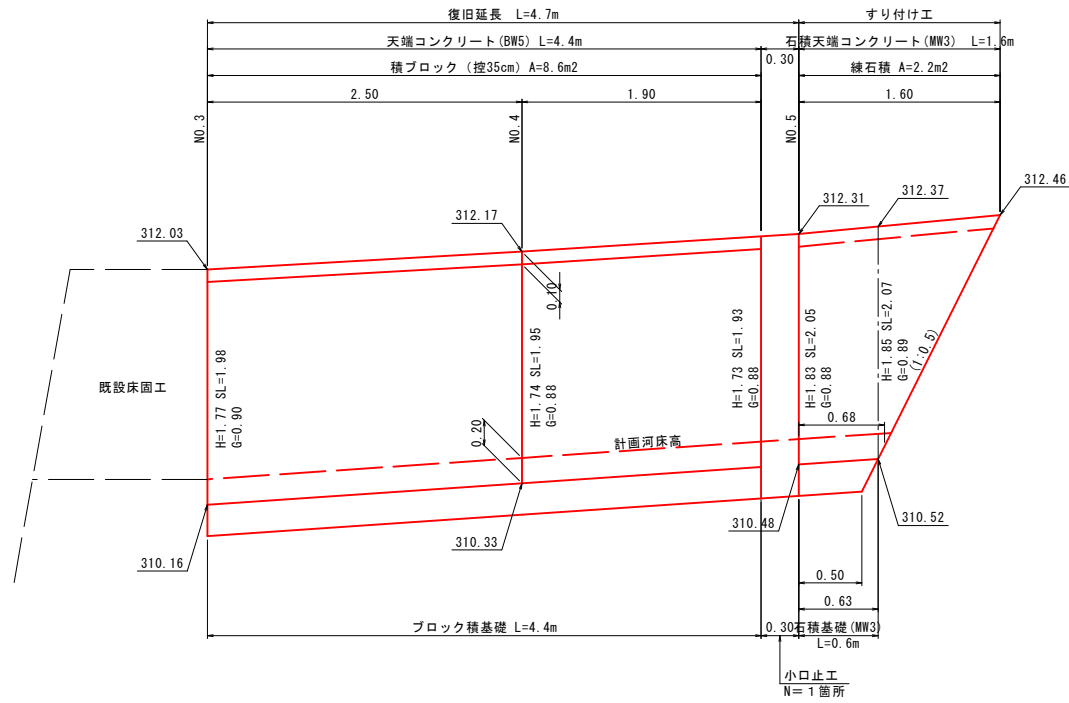 復旧延長 L=4.7m
すり付け工
天端コンクリート(BW5) L=4.4m
石積天端コンクリート(MW3) L=1.6m
0.30
積ブロック (控35cm) A=8.6m2
練石積 A=2.2m2
2.50
1.90
1.60
NO.3
NO.4
NO.5
312.03
312.17
312.31
312.37
312.46
0.10
H=1.77 SL=1.98
G=0.90
H=1.74 SL=1.95
G=0.88
H=1.73 SL=1.93
G=0.88
H=1.83 SL=2.05
G=0.88
H=1.85 SL=2.07
G=0.89
(1:0.5)
既設床固工
0.20
計画河床高
0.68
310.16
310.33
310.48
310.52
0.50
0.63
ブロック積基礎 L=4.4m
0.30
石積基礎(MW3)
L=0.6m
小口止工
N=1箇所